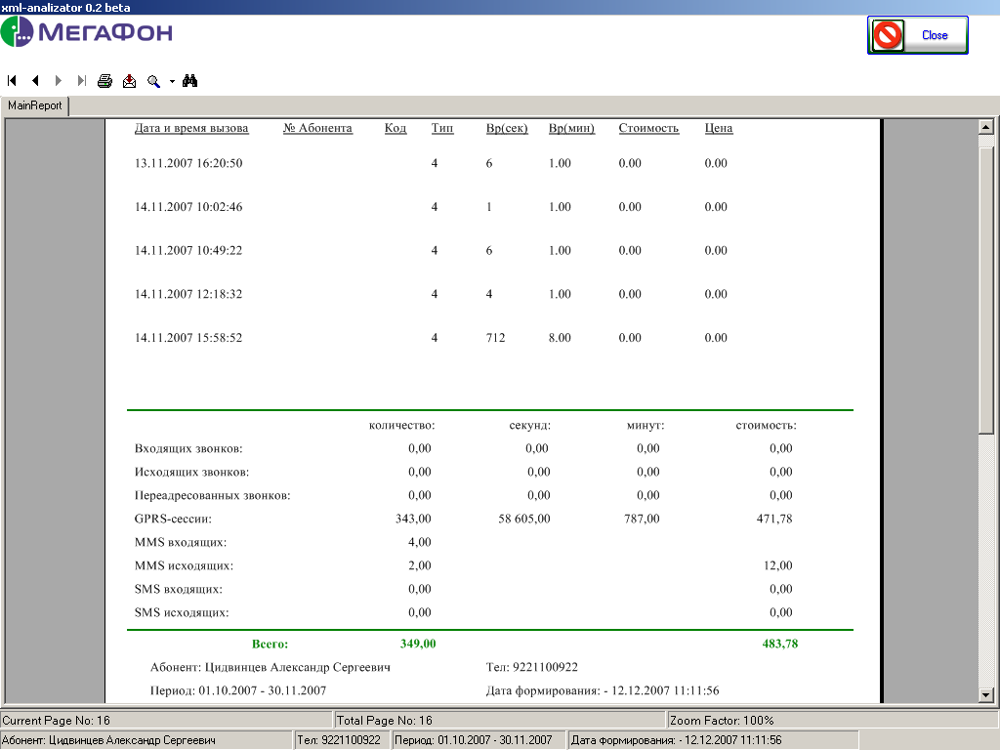 xml-analizator 0.2 beta
МЕГАФОН
Close
MainReport
Дата и время вызова № Абонента Код Тип Вр(сек) Вр(мин) Стоимость Цена
13.11.2007 16:20:50 4 6 1.00 0.00 0.00
14.11.2007 10:02:46 4 1 1.00 0.00 0.00
14.11.2007 10:49:22 4 6 1.00 0.00 0.00
14.11.2007 12:18:32 4 4 1.00 0.00 0.00
14.11.2007 15:58:52 4 712 8.00 0.00 0.00
количество: секунд: минут: стоимость:
Входящих звонков: 0,00 0,00 0,00 0,00
Исходящих звонков: 0,00 0,00 0,00 0,00
Переадресованных звонков: 0,00 0,00 0,00 0,00
GPRS-сессии: 343,00 58 605,00 787,00 471,78
MMS входящих: 4,00
MMS исходящих: 2,00 12,00
SMS входящих: 0,00 0,00
SMS исходящих: 0,00 0,00
Всего: 349,00 483,78
Абонент: Цидвинцев Александр Сергеевич Тел: 9221100922
Период: 01.10.2007 - 30.11.2007 Дата формирования: - 12.12.2007 11:11:56
Current Page No: 16 Total Page No: 16 Zoom Factor: 100%
Абонент: Цидвинцев Александр Сергеевич Тел: 9221100922 Период: 01.10.2007 - 30.11.2007 Дата формирования: - 12.12.2007 11:11:56